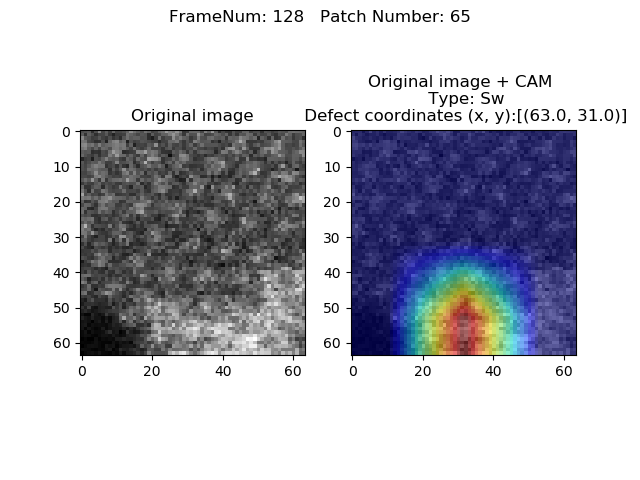 FrameNum: 128   Patch Number: 65
Original image
0
10
20
30
40
50
60
0 20 40 60
Original image + CAM
Type: Sw
Defect coordinates (x, y):[(63.0, 31.0)]
0
10
20
30
40
50
60
0 20 40 60